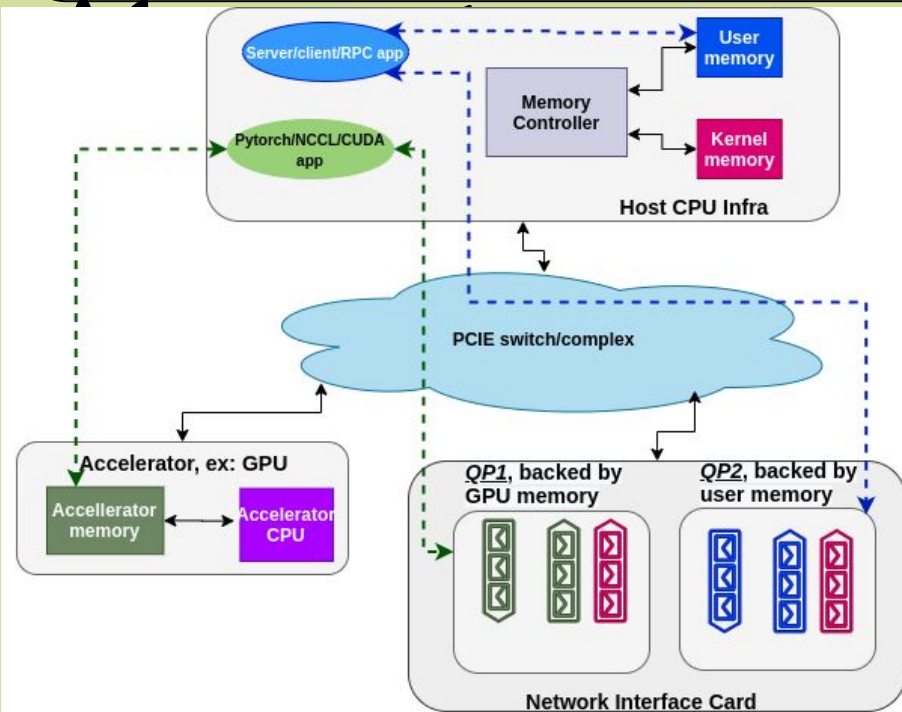 Server/client/RPC app
User
memory
Memory
Controller
Pytorch/NCCL/CUDA
app
Kernel
memory
Host CPU Infra
PCIE switch/complex
Accelerator, ex: GPU
Accellerator
memory
Accelerator
CPU
QP1, backed by
GPU memory
QP2, backed by
user memory
Network Interface Card